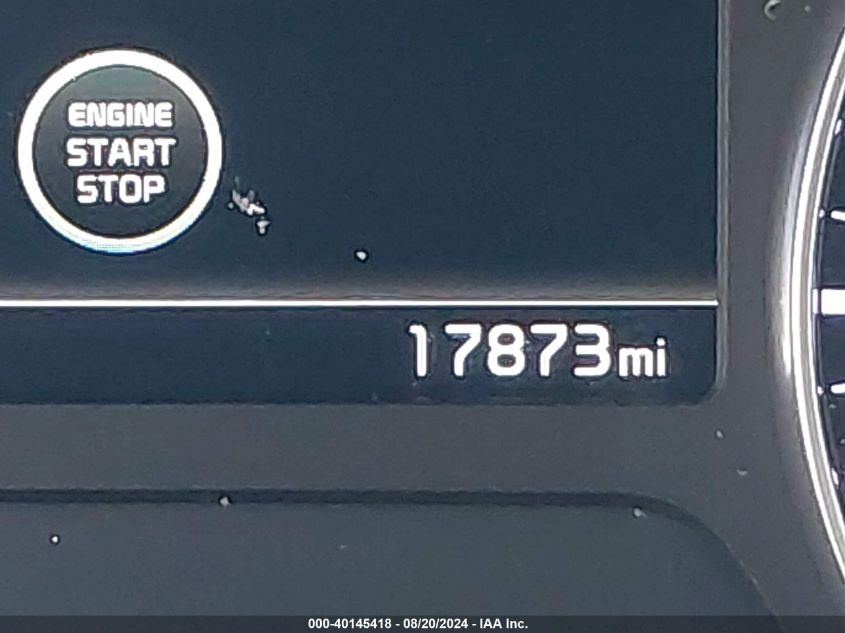 ENGINE
START
STOP
17873mi
000-40145418 - 08/20/2024 - IAA Inc.